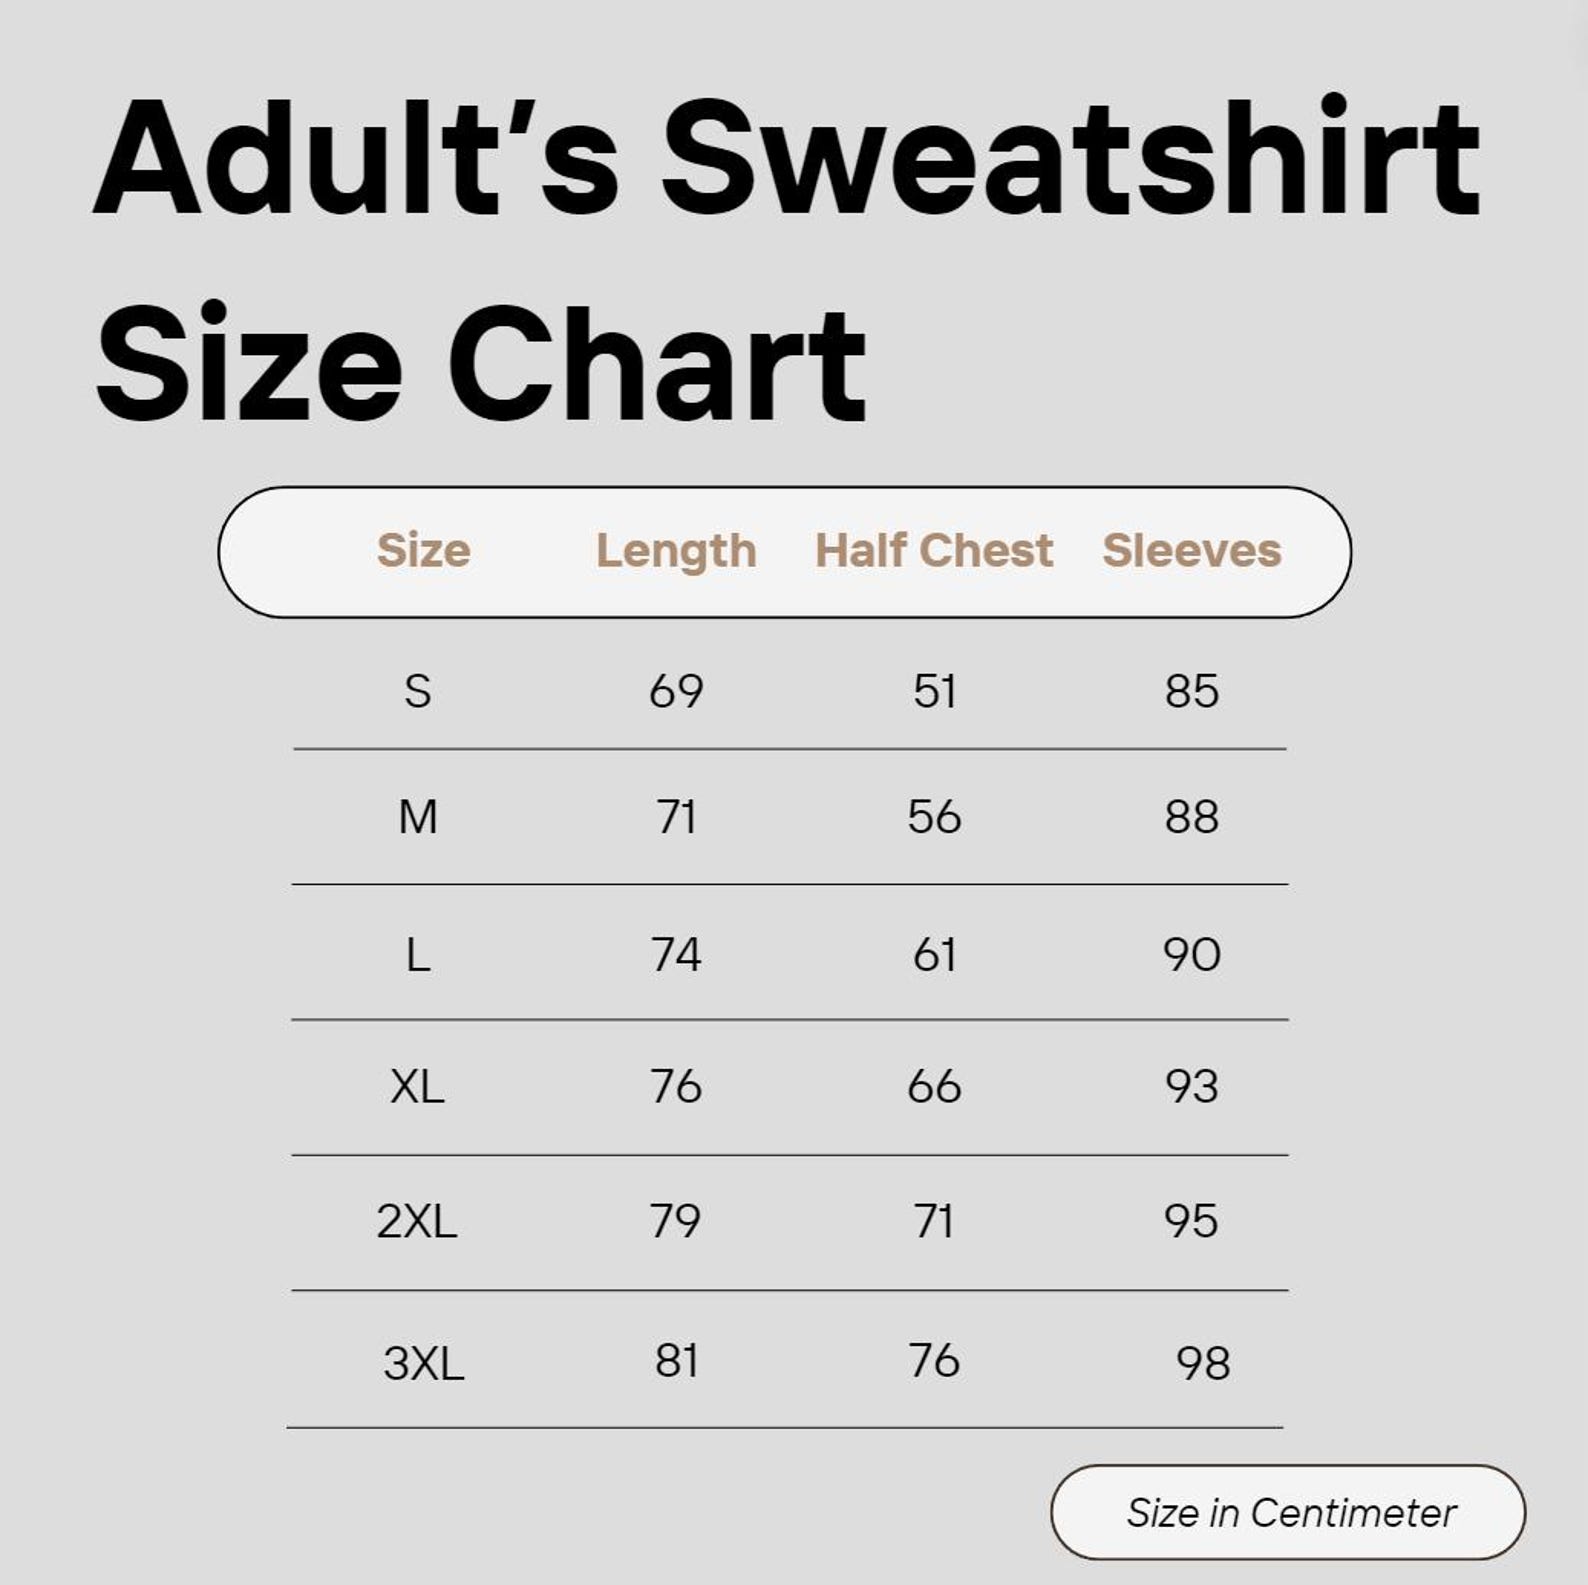 Adult’s Sweatshirt
Size Chart
Size Length Half Chest Sleeves
S 69 51 85
M 71 56 88
L 74 61 90
XL 76 66 93
2XL 79 71 95
3XL 81 76 98
Size in Centimeter